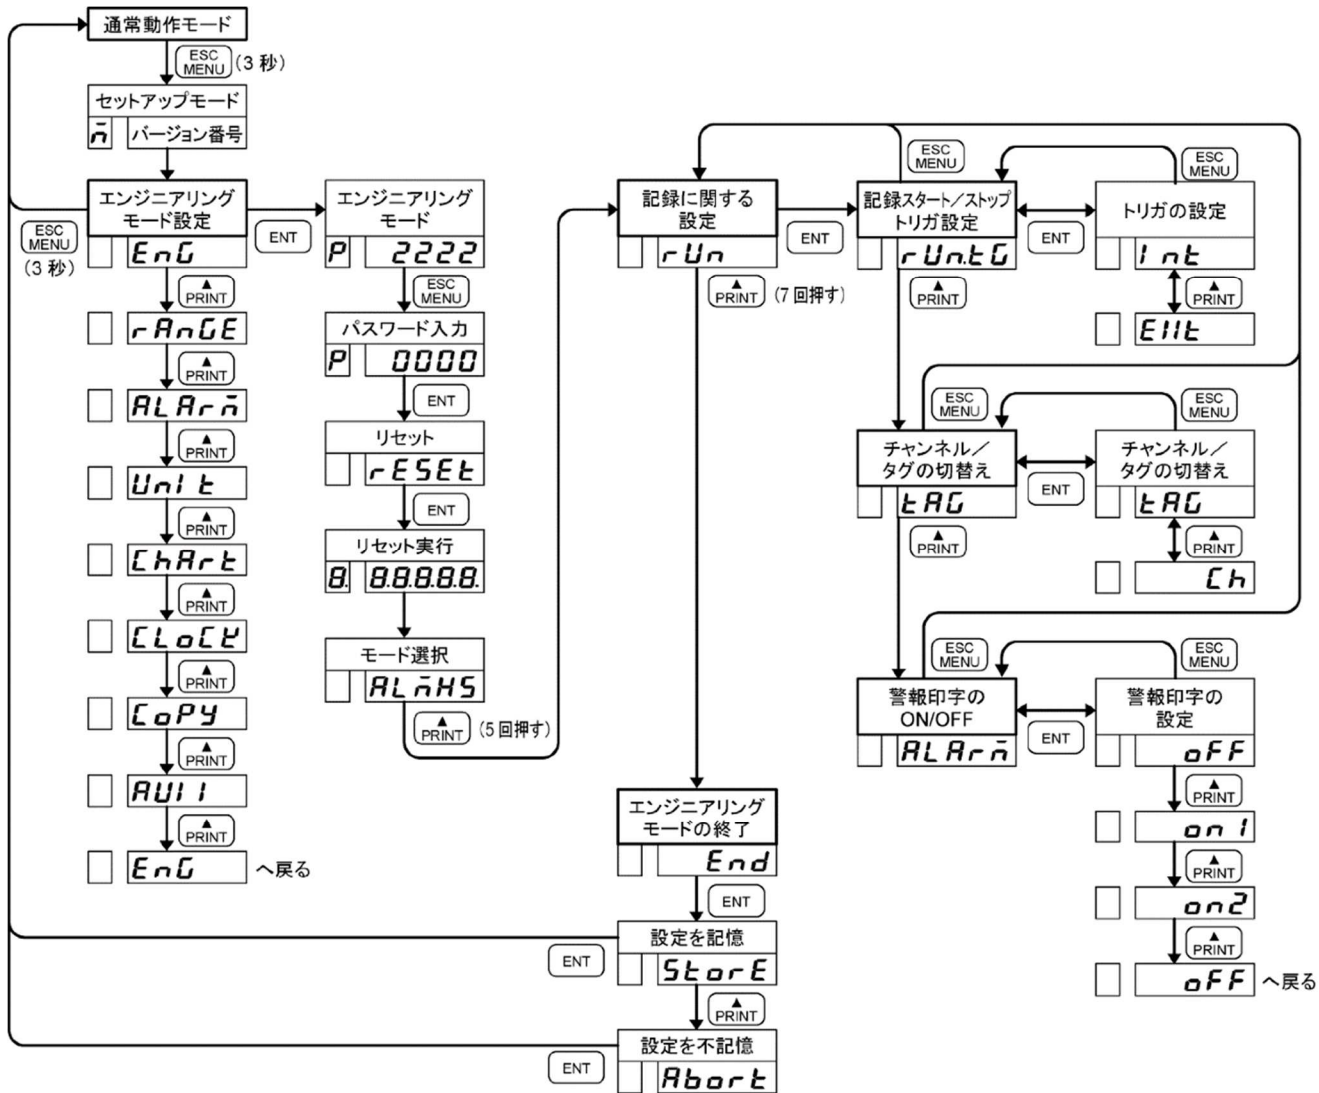 通常動作モード
ESC
MENU
(3 秒)
セットアップモード
n̄
バージョン番号
エンジニアリング
モード設定
EnG
ESC
MENU
(3 秒)
ENT
▲
PRINT
rAnGE
▲
PRINT
ALArn̄
▲
PRINT
UnIt
▲
PRINT
ChArt
▲
PRINT
CLoCK
▲
PRINT
CoPY
▲
PRINT
AUII
▲
PRINT
EnG
へ戻る
エンジニアリング
モード
P 2222
ESC
MENU
パスワード入力
P 0000
ENT
リセット
rESEt
ENT
リセット実行
8. 8.8.8.8.8.
モード選択
ALn̄HS
▲
PRINT
(5 回押す)
記録に関する
設定
rUn
ENT
▲
PRINT
(7 回押す)
エンジニアリング
モードの終了
End
ENT
設定を記憶
StorE
ENT
▲
PRINT
設定を不記憶
Abort
ENT
ESC
MENU
記録スタート/ストップ
トリガ設定
rUn.tG
ENT
▲
PRINT
ESC
MENU
トリガの設定
Int
▲
PRINT
EIIt
ESC
MENU
チャンネル/
タグの切替え
tAG
ENT
▲
PRINT
ESC
MENU
チャンネル/
タグの切替え
tAG
▲
PRINT
Ch
ESC
MENU
警報印字の
ON/OFF
ALArn̄
ENT
ESC
MENU
警報印字の
設定
oFF
▲
PRINT
on1
▲
PRINT
on2
▲
PRINT
oFF
へ戻る